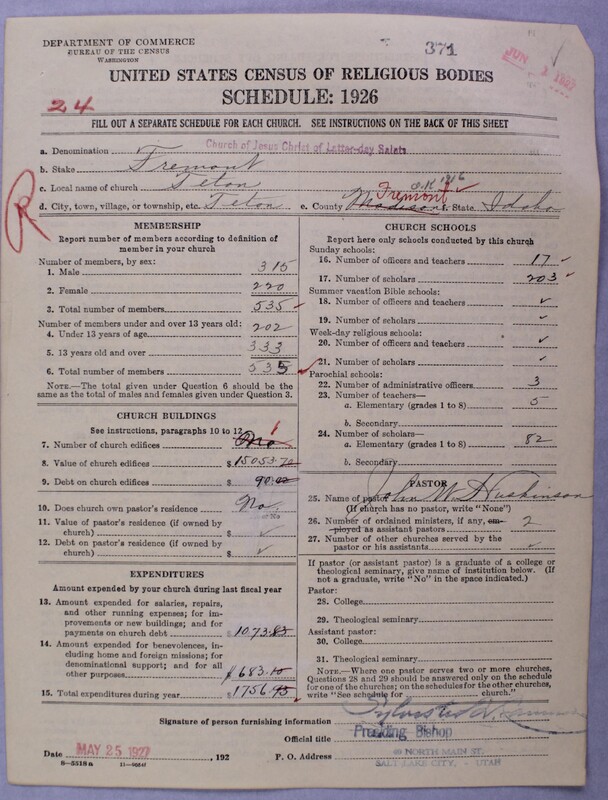 DEPARTMENT OF COMMERCE
BUREAU OF THE CENSUS
WASHINGTON
371
JUN 1 1927
UNITED STATES CENSUS OF RELIGIOUS BODIES
24
SCHEDULE: 1926
FILL OUT A SEPARATE SCHEDULE FOR EACH CHURCH. SEE INSTRUCTIONS ON THE BACK OF THIS SHEET
a. Denomination Church of Jesus Christ of Latter-day Saints
b. Stake Fremont
c. Local name of church Teton
d. City, town, village, or township, etc. Teton e. County Madison Fremont f. State Idaho
R
MEMBERSHIP
Report number of members according to definition of member in your church
Number of members, by sex:
1. Male 315
2. Female 220
3. Total number of members 535
Number of members under and over 13 years old:
4. Under 13 years of age 202
5. 13 years old and over 333
6. Total number of members 535
NOTE.—The total given under Question 6 should be the same as the total of males and females given under Question 3.
CHURCH BUILDINGS
See instructions, paragraphs 10 to 12
7. Number of church edifices 1
8. Value of church edifices $15053.70
9. Debt on church edifices $ 90.00
10. Does church own pastor's residence No.
11. Value of pastor's residence (if owned by church) $ ✓
12. Debt on pastor's residence (if owned by church) $ ✓
EXPENDITURES
Amount expended by your church during last fiscal year
13. Amount expended for salaries, repairs, and other running expenses; for improvements or new buildings; and for payments on church debt $1073.85
14. Amount expended for benevolences, including home and foreign missions; for denominational support; and for all other purposes $683.10
15. Total expenditures during year $1756.95
CHURCH SCHOOLS
Report here only schools conducted by this church
Sunday schools:
16. Number of officers and teachers 17
17. Number of scholars 203
Summer vacation Bible schools:
18. Number of officers and teachers ✓
19. Number of scholars ✓
Week-day religious schools:
20. Number of officers and teachers ✓
21. Number of scholars ✓
Parochial schools:
22. Number of administrative officers 3
23. Number of teachers—
a. Elementary (grades 1 to 8) 5
b. Secondary
24. Number of scholars—
a. Elementary (grades 1 to 8) 82
b. Secondary
PASTOR
25. Name of pastor John W. Huskinson
(If church has no pastor, write "None")
26. Number of ordained ministers, if any, employed as assistant pastors 2
27. Number of other churches served by the pastor or his assistants ✓
If pastor (or assistant pastor) is a graduate of a college or theological seminary, give name of institution below. (If not a graduate, write "No" in the space indicated.)
Pastor:
28. College
29. Theological seminary
Assistant pastor:
30. College
31. Theological seminary
NOTE.—Where one pastor serves two or more churches, Questions 28 and 29 should be answered only on the schedule for one of the churches; on the schedules for the other churches, write "See schedule for church."
Signature of person furnishing information
Official title Presiding Bishop
Date MAY 25 1927, 192 P. O. Address 40 NORTH MAIN ST.
SALT LAKE CITY, - UTAH